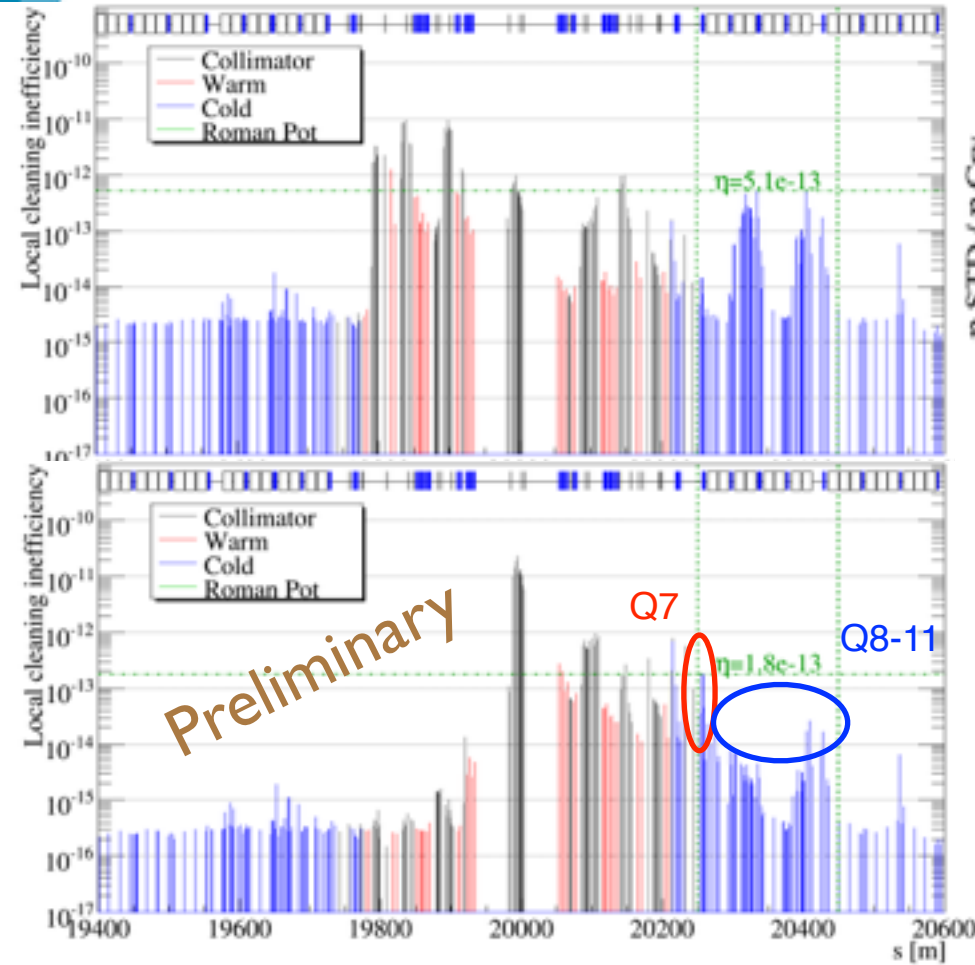 Local cleaning inefficiency
10-10
10-11
10-12
10-13
10-14
10-15
10-16
10-17
Collimator
Warm
Cold
Roman Pot
η=5.1e-13
Local cleaning inefficiency
10-10
10-11
10-12
10-13
10-14
10-15
10-16
10-17
Collimator
Warm
Cold
Roman Pot
Preliminary
Q7
Q8-11
η=1.8e-13
19400 19600 19800 20000 20200 20400 20600
s [m]